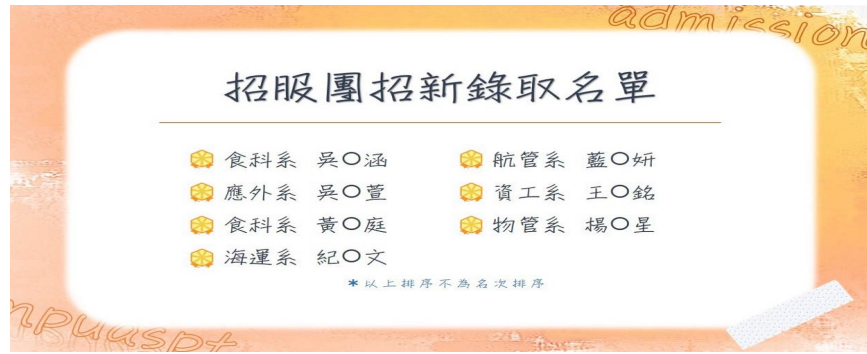 admission
招服團招新錄取名單
食科系 吳〇涵
應外系 吳〇萱
食科系 黃〇庭
海運系 紀〇文
航管系 藍〇妍
資工系 王〇銘
物管系 楊〇星
*以上排序不為名次排序
npuuspt